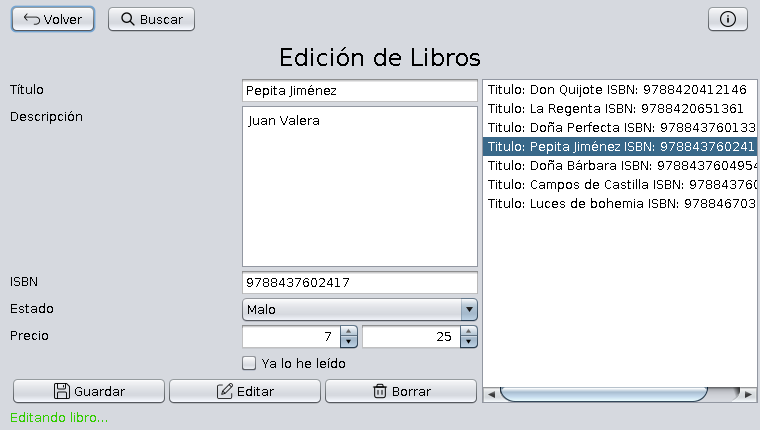 Volver
Buscar
Edición de Libros
Título
Pepita Jiménez
Descripción
Juan Valera
ISBN
9788437602417
Estado
Malo
Precio
7
25
Ya lo he leído
Guardar
Editar
Borrar
Editando libro...
Titulo: Don Quijote ISBN: 9788420412146
Titulo: La Regenta ISBN: 9788420651361
Titulo: Doña Perfecta ISBN: 978843760133
Titulo: Pepita Jiménez ISBN: 978843760241
Titulo: Doña Bárbara ISBN: 9788437604954
Titulo: Campos de Castilla ISBN: 978843760
Titulo: Luces de bohemia ISBN: 978846703